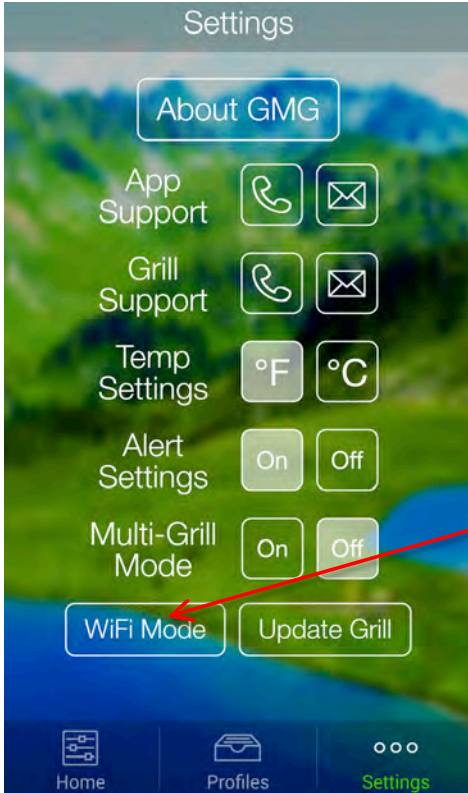 Settings
About GMG
App
Support
Grill
Support
Temp
Settings
°F °C
Alert
Settings
On Off
Multi-Grill
Mode
On Off
WiFi Mode Update Grill
Home Profiles Settings